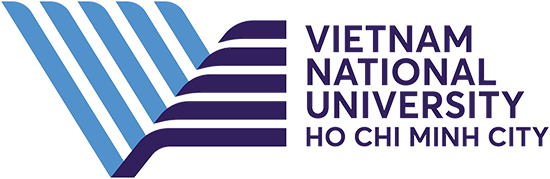 VIETNAM
NATIONAL
UNIVERSITY
HO CHI MINH CITY